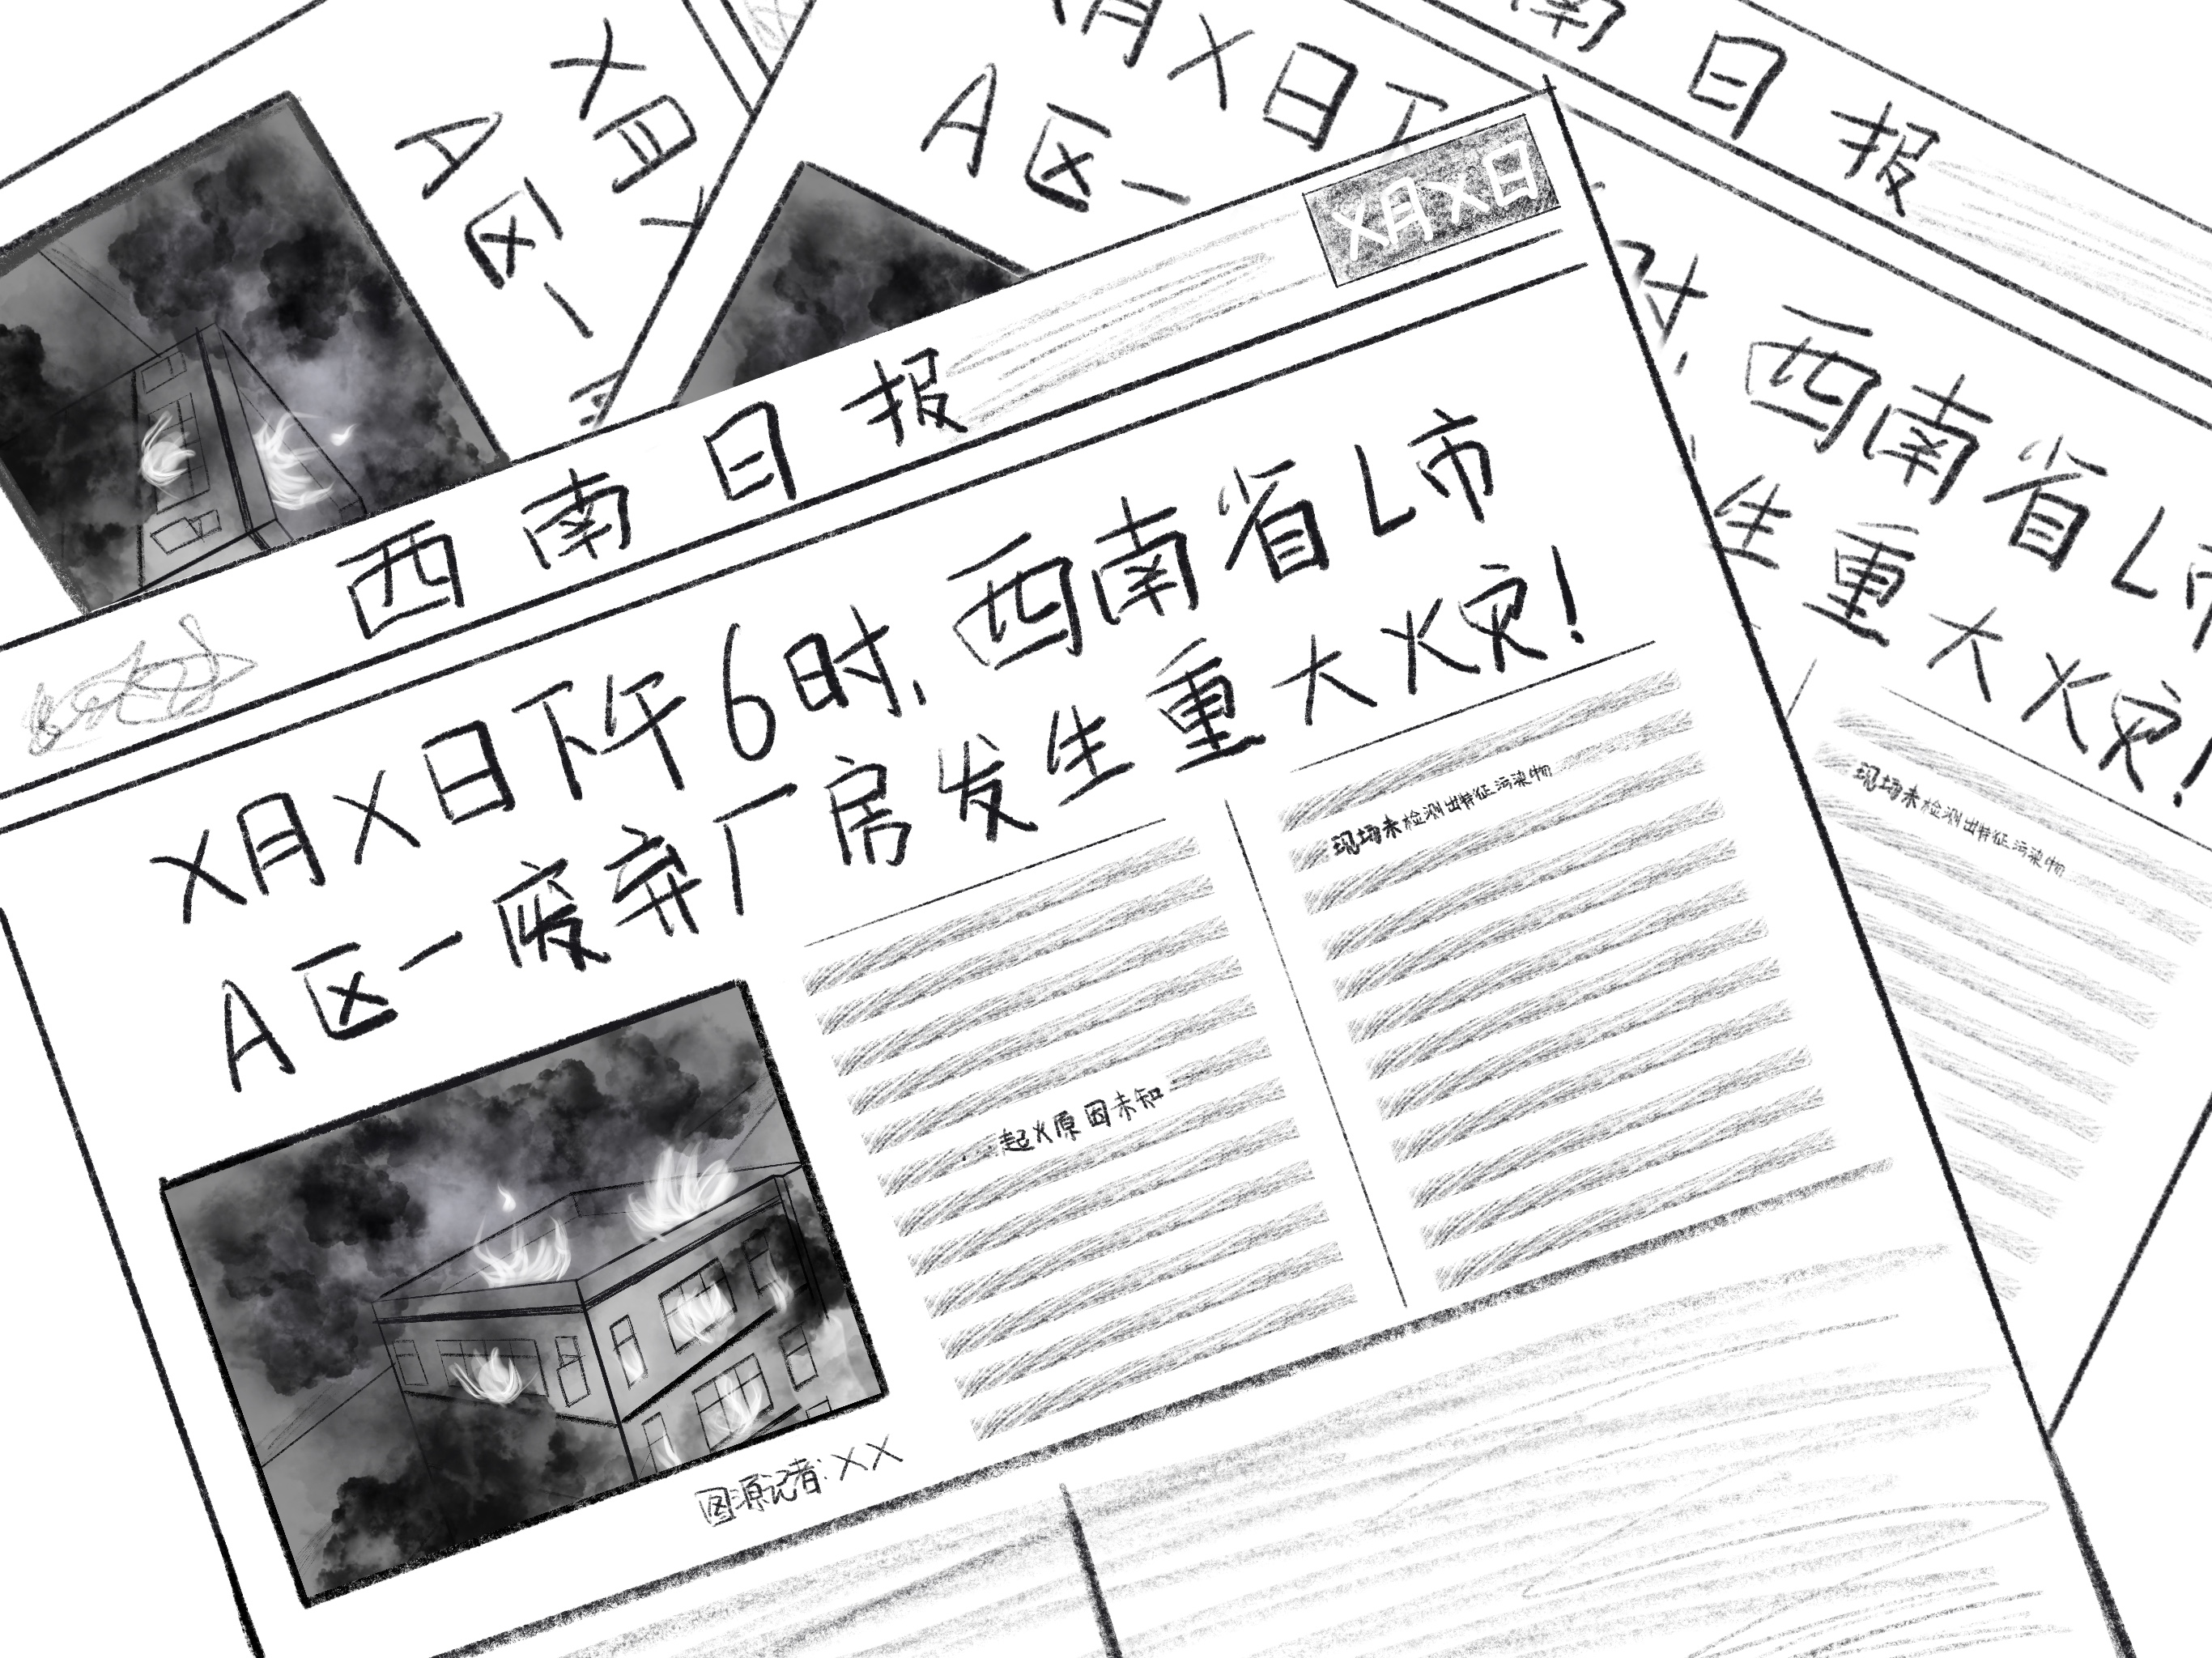 X月
A区一
月X日下
A区一
南日报
时,西南省L市
生重大火灾!
现场未检测出特征污染物
X月X日
西南日报
X月X日下午6时,西南省L市
A区一废弃厂房发生重大火灾!
起火原因未知
现场未检测出特征污染物
图源记者:XX